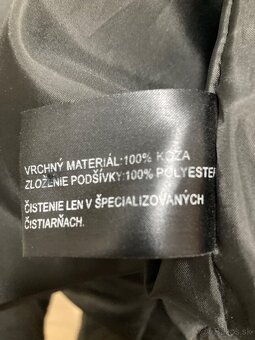 VRCHNÝ MATERIÁL:100% KOŽA
ZLOŽENIE PODŠÍVKY:100% POLYESTER
ČISTENIE LEN V ŠPECIALIZOVANÝCH
ČISTIARŇACH.